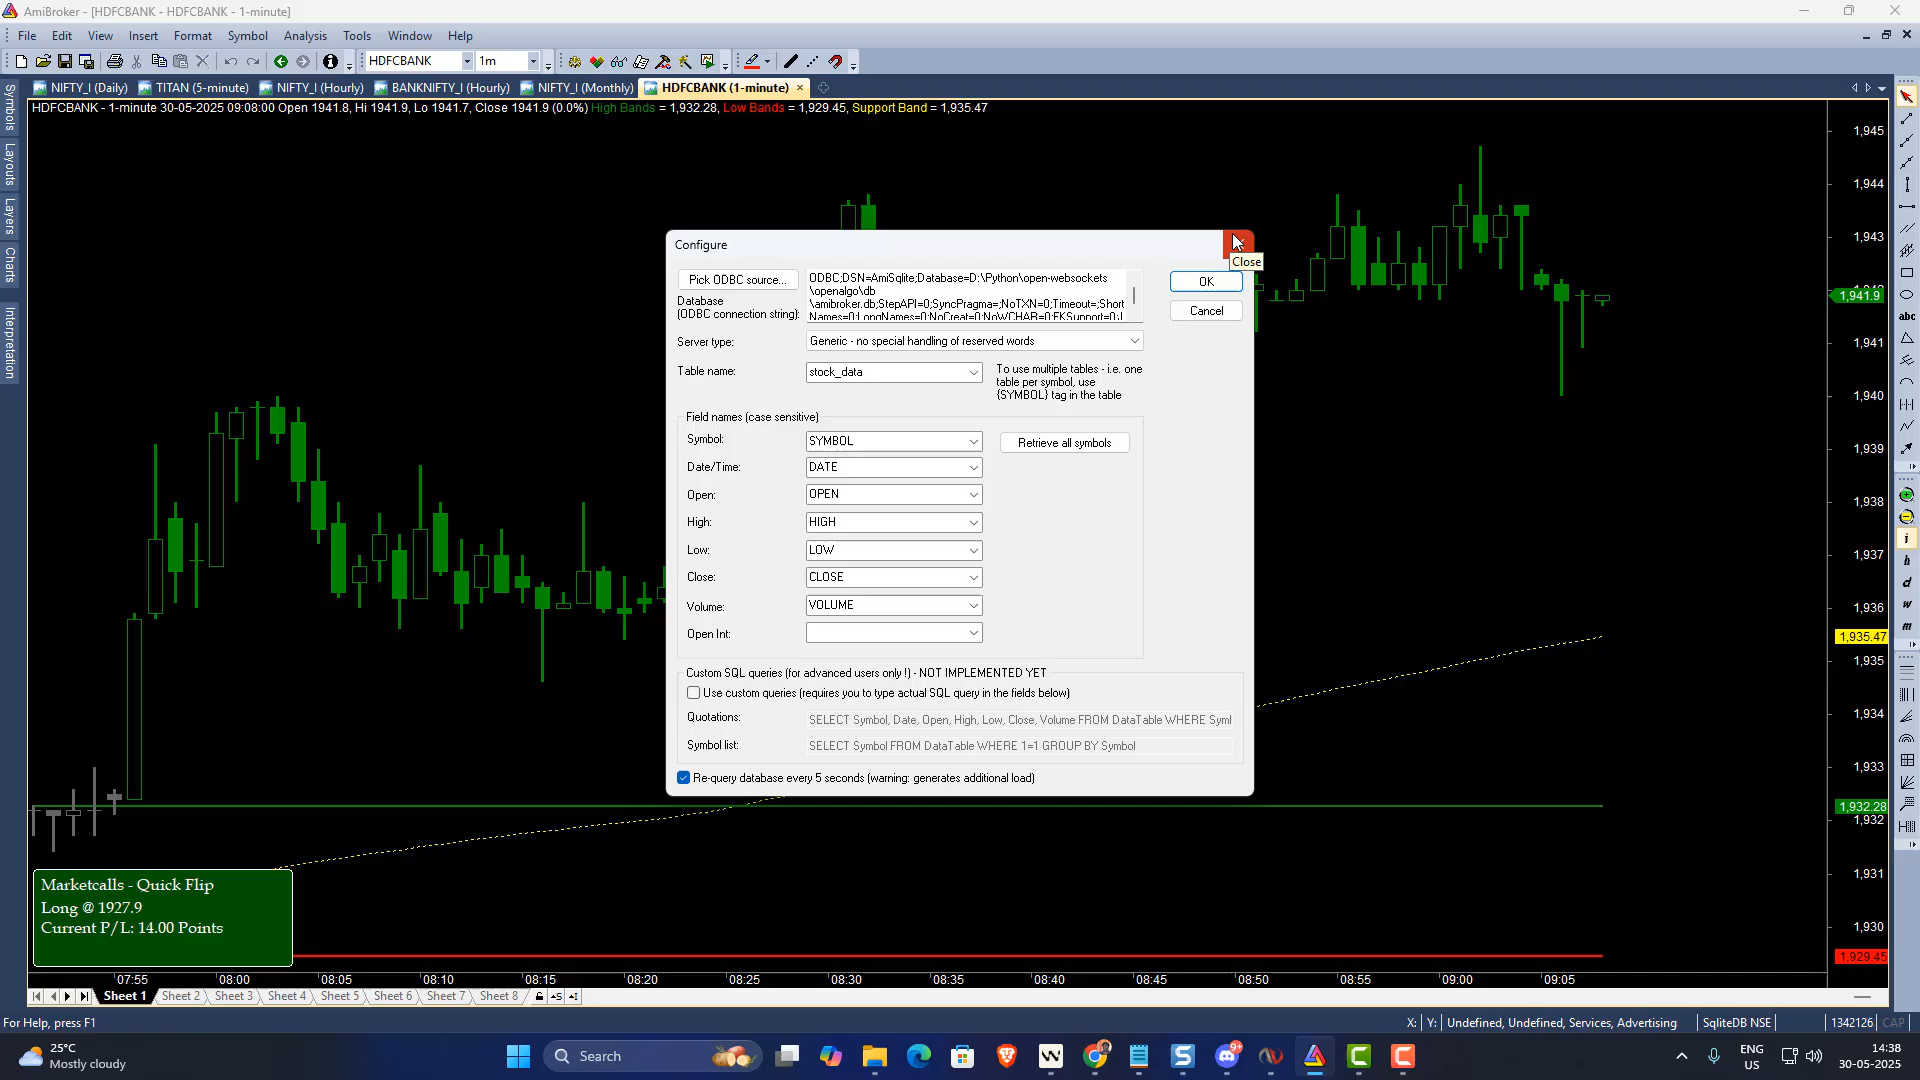 AmiBroker - [HDFCBANK - HDFCBANK - 1-minute]
File Edit View Insert Format Symbol Analysis Tools Window Help
HDFCBANK 1m
NIFTY_I (Daily) TITAN (5-minute) NIFTY_I (Hourly) BANKNIFTY_I (Hourly) NIFTY_I (Monthly) HDFCBANK (1-minute)
HDFCBANK - 1-minute 30-05-2025 09:08:00 Open 1941.8, Hi 1941.9, Lo 1941.7, Close 1941.9 (0.0%) High Bands = 1,932.28, Low Bands = 1,929.45, Support Band = 1,935.47
Symbols
Layouts
Layers
Charts
Interpretation
Configure
Close
Pick ODBC source...
Database
(ODBC connection string):
ODBC;DSN=AmiSqlite;Database=D:\Python\open-websockets
\openalgo\db
\amibroker.db;StepAPI=0;SyncPragma=;NoTXN=0;Timeout=;Short
Names=0;LongNames=0;NoCreat=0;NoWCHAR=0;FKSupport=0;J
OK
Cancel
Server type: Generic - no special handling of reserved words
Table name: stock_data
To use multiple tables - i.e. one
table per symbol, use
{SYMBOL} tag in the table
Field names (case sensitive)
Symbol: SYMBOL
Retrieve all symbols
Date/Time: DATE
Open: OPEN
High: HIGH
Low: LOW
Close: CLOSE
Volume: VOLUME
Open Int:
Custom SQL queries (for advanced users only !) - NOT IMPLEMENTED YET
Use custom queries (requires you to type actual SQL query in the fields below)
Quotations: SELECT Symbol, Date, Open, High, Low, Close, Volume FROM DataTable WHERE Syml
Symbol list: SELECT Symbol FROM DataTable WHERE 1=1 GROUP BY Symbol
Re-query database every 5 seconds (warning: generates additional load)
1,945
1,944
1,943
1,941.9
1,941
1,940
1,939
1,938
1,937
1,936
1,935.47
1,935
1,934
1,933
1,932.28
1,932
1,931
1,930
1,929.45
abc
i
h
d
w
m
Marketcalls - Quick Flip
Long @ 1927.9
Current P/L: 14.00 Points
07:55 08:00 08:05 08:10 08:15 08:20 08:25 08:30 08:35 08:40 08:45 08:50 08:55 09:00 09:05
Sheet 1 Sheet 2 Sheet 3 Sheet 4 Sheet 5 Sheet 6 Sheet 7 Sheet 8
For Help, press F1
X: Y: Undefined, Undefined, Services, Advertising SqliteDB NSE 1342126 CAP
25°C
Mostly cloudy
Search
9+
ENG
US
14:38
30-05-2025